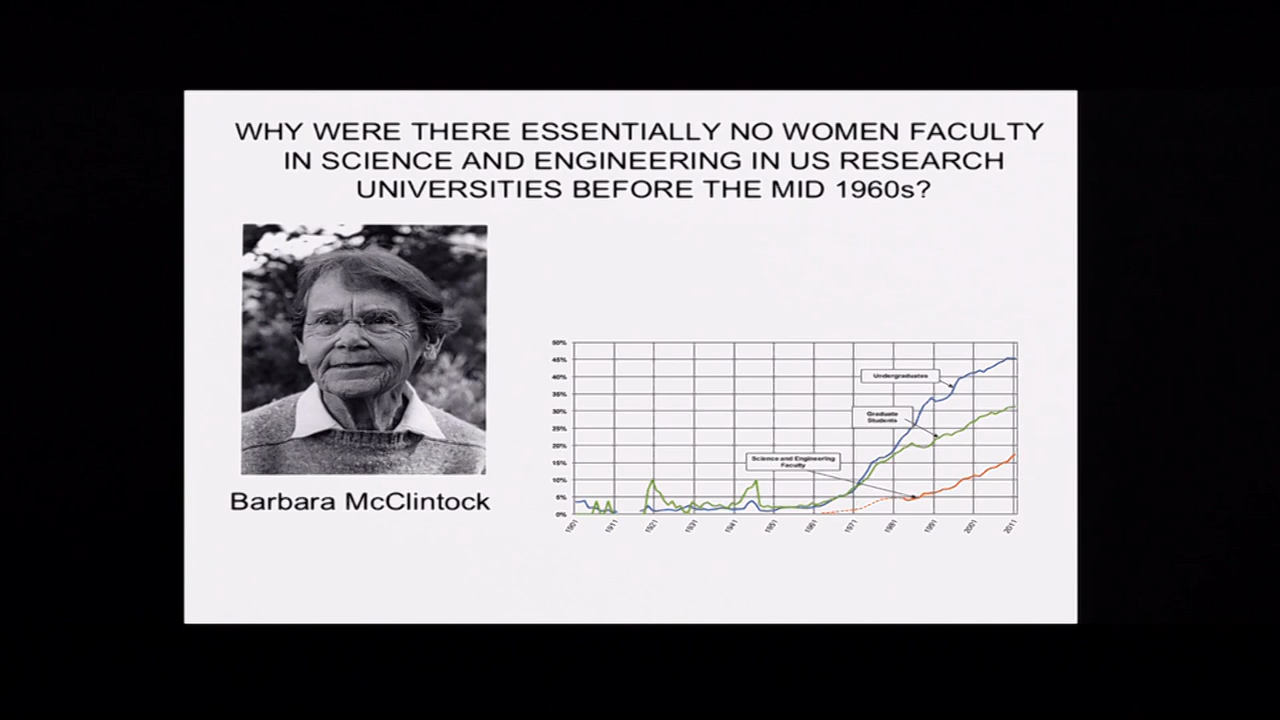 WHY WERE THERE ESSENTIALLY NO WOMEN FACULTY
IN SCIENCE AND ENGINEERING IN US RESEARCH
UNIVERSITIES BEFORE THE MID 1960s?
Barbara McClintock
50%
45%
40%
35%
30%
25%
20%
15%
10%
5%
0%
Undergraduates
Graduate
Students
Science and Engineering
Faculty
1901
1911
1921
1931
1941
1951
1961
1971
1981
1991
2001
2011